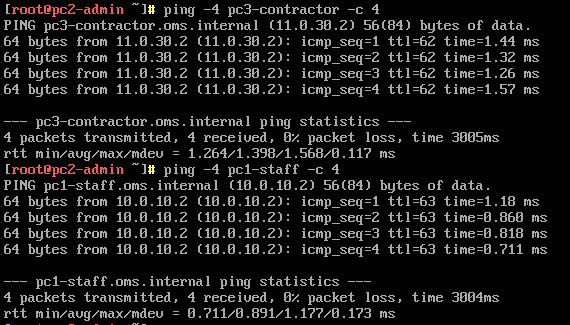 [root@pc2-admin ~]# ping -4 pc3-contractor -c 4
PING pc3-contractor.oms.internal (11.0.30.2) 56(84) bytes of data.
64 bytes from 11.0.30.2 (11.0.30.2): icmp_seq=1 ttl=62 time=1.44 ms
64 bytes from 11.0.30.2 (11.0.30.2): icmp_seq=2 ttl=62 time=1.32 ms
64 bytes from 11.0.30.2 (11.0.30.2): icmp_seq=3 ttl=62 time=1.26 ms
64 bytes from 11.0.30.2 (11.0.30.2): icmp_seq=4 ttl=62 time=1.57 ms

--- pc3-contractor.oms.internal ping statistics ---
4 packets transmitted, 4 received, 0% packet loss, time 3005ms
rtt min/avg/max/mdev = 1.264/1.398/1.568/0.117 ms
[root@pc2-admin ~]# ping -4 pc1-staff -c 4
PING pc1-staff.oms.internal (10.0.10.2) 56(84) bytes of data.
64 bytes from 10.0.10.2 (10.0.10.2): icmp_seq=1 ttl=63 time=1.18 ms
64 bytes from 10.0.10.2 (10.0.10.2): icmp_seq=2 ttl=63 time=0.860 ms
64 bytes from 10.0.10.2 (10.0.10.2): icmp_seq=3 ttl=63 time=0.818 ms
64 bytes from 10.0.10.2 (10.0.10.2): icmp_seq=4 ttl=63 time=0.711 ms

--- pc1-staff.oms.internal ping statistics ---
4 packets transmitted, 4 received, 0% packet loss, time 3004ms
rtt min/avg/max/mdev = 0.711/0.891/1.177/0.173 ms